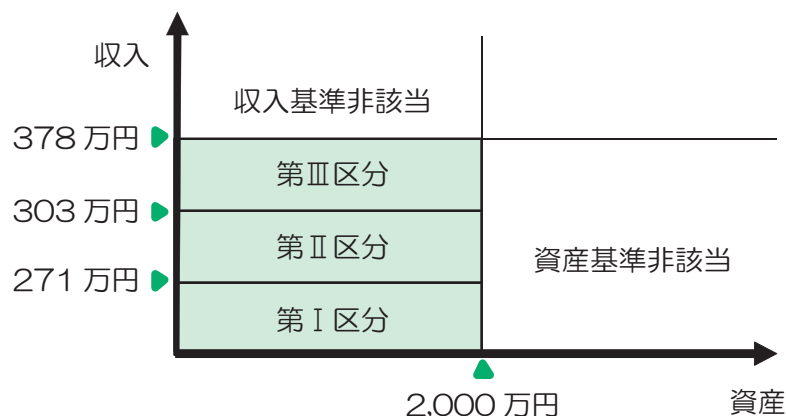 収入
収入基準非該当
378 万円
第Ⅲ区分
303 万円
第Ⅱ区分
資産基準非該当
271 万円
第Ⅰ区分
2,000 万円
資産